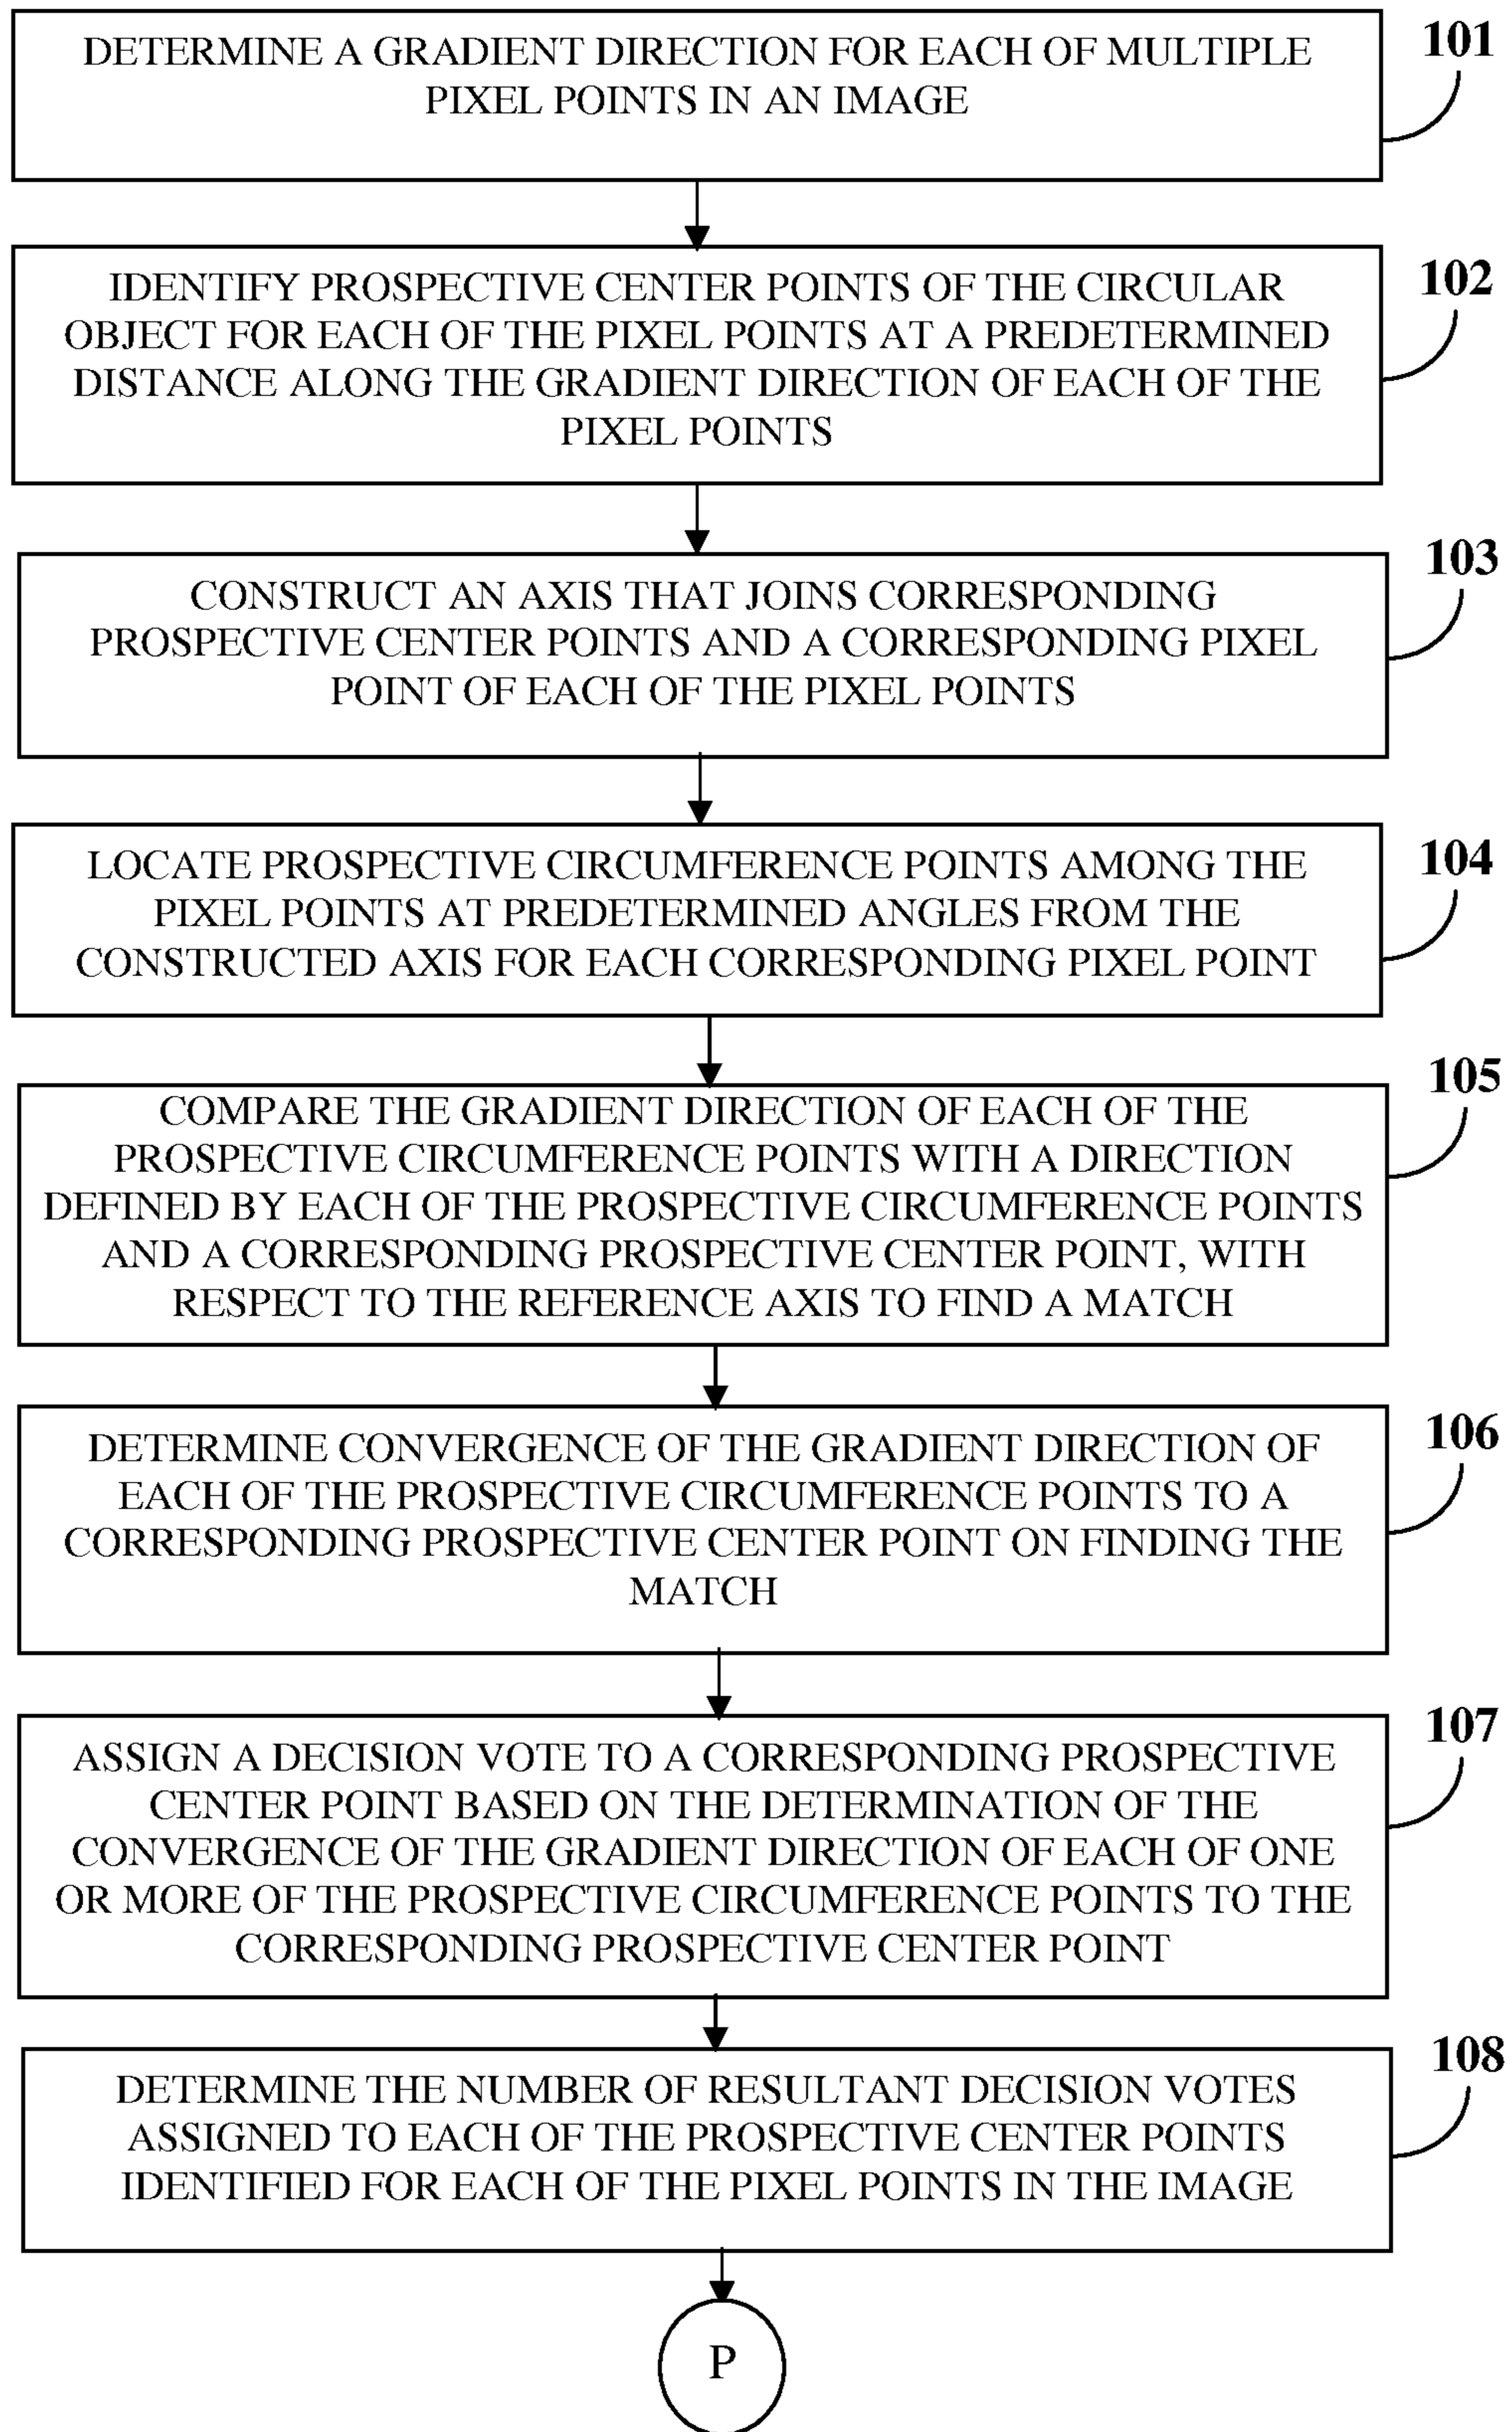 DETERMINE A GRADIENT DIRECTION FOR EACH OF MULTIPLE
PIXEL POINTS IN AN IMAGE
101
IDENTIFY PROSPECTIVE CENTER POINTS OF THE CIRCULAR
OBJECT FOR EACH OF THE PIXEL POINTS AT A PREDETERMINED
DISTANCE ALONG THE GRADIENT DIRECTION OF EACH OF THE
PIXEL POINTS
102
CONSTRUCT AN AXIS THAT JOINS CORRESPONDING
PROSPECTIVE CENTER POINTS AND A CORRESPONDING PIXEL
POINT OF EACH OF THE PIXEL POINTS
103
LOCATE PROSPECTIVE CIRCUMFERENCE POINTS AMONG THE
PIXEL POINTS AT PREDETERMINED ANGLES FROM THE
CONSTRUCTED AXIS FOR EACH CORRESPONDING PIXEL POINT
104
COMPARE THE GRADIENT DIRECTION OF EACH OF THE
PROSPECTIVE CIRCUMFERENCE POINTS WITH A DIRECTION
DEFINED BY EACH OF THE PROSPECTIVE CIRCUMFERENCE POINTS
AND A CORRESPONDING PROSPECTIVE CENTER POINT, WITH
RESPECT TO THE REFERENCE AXIS TO FIND A MATCH
105
DETERMINE CONVERGENCE OF THE GRADIENT DIRECTION OF
EACH OF THE PROSPECTIVE CIRCUMFERENCE POINTS TO A
CORRESPONDING PROSPECTIVE CENTER POINT ON FINDING THE
MATCH
106
ASSIGN A DECISION VOTE TO A CORRESPONDING PROSPECTIVE
CENTER POINT BASED ON THE DETERMINATION OF THE
CONVERGENCE OF THE GRADIENT DIRECTION OF EACH OF ONE
OR MORE OF THE PROSPECTIVE CIRCUMFERENCE POINTS TO THE
CORRESPONDING PROSPECTIVE CENTER POINT
107
DETERMINE THE NUMBER OF RESULTANT DECISION VOTES
ASSIGNED TO EACH OF THE PROSPECTIVE CENTER POINTS
IDENTIFIED FOR EACH OF THE PIXEL POINTS IN THE IMAGE
108
P